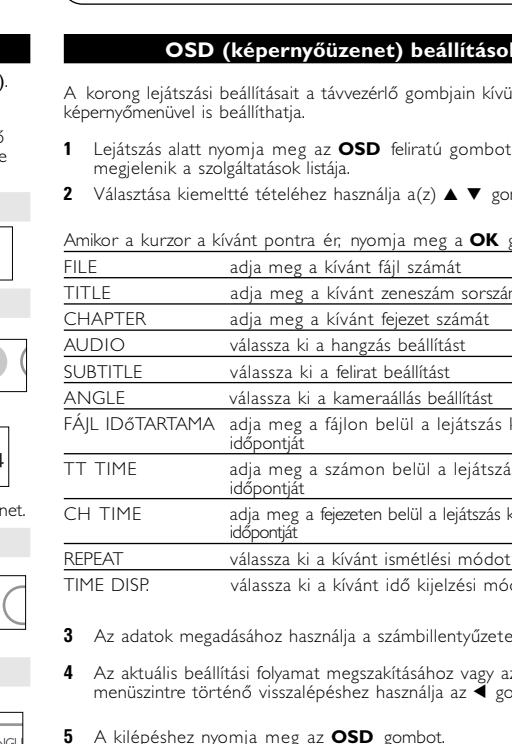 OSD (képernyőüzenet) beállítások
A korong lejátszási beállításait a távvezérlő gombjain kívü
képernyőmenüvel is beállíthatja.
1 Lejátszás alatt nyomja meg az OSD feliratú gombot
megjelenik a szolgáltatások listája.
2 Választása kiemeltté tételéhez használja a(z) ▲ ▼ gom
Amikor a kurzor a kívánt pontra ér, nyomja meg a OK g
FILE adja meg a kívánt fájl számát
TITLE adja meg a kívánt zeneszám sorszám
CHAPTER adja meg a kívánt fejezet számát
AUDIO válassza ki a hangzás beállítást
SUBTITLE válassza ki a felirat beállítást
ANGLE válassza ki a kameraállás beállítást
FÁJL IDőTARTAMA adja meg a fájlon belül a lejátszás k
időpontját
TT TIME adja meg a számon belül a lejátszá
időpontját
CH TIME adja meg a fejezeten belül a lejátszás k
időpontját
REPEAT válassza ki a kívánt ismétlési módot
TIME DISP. válassza ki a kívánt idő kijelzési mód
3 Az adatok megadásához használja a számbillentyűzete
4 Az aktuális beállítási folyamat megszakításához vagy az
menüszintre történő visszalépéshez használja az ◀ go
5 A kilépéshez nyomja meg az OSD gombot.